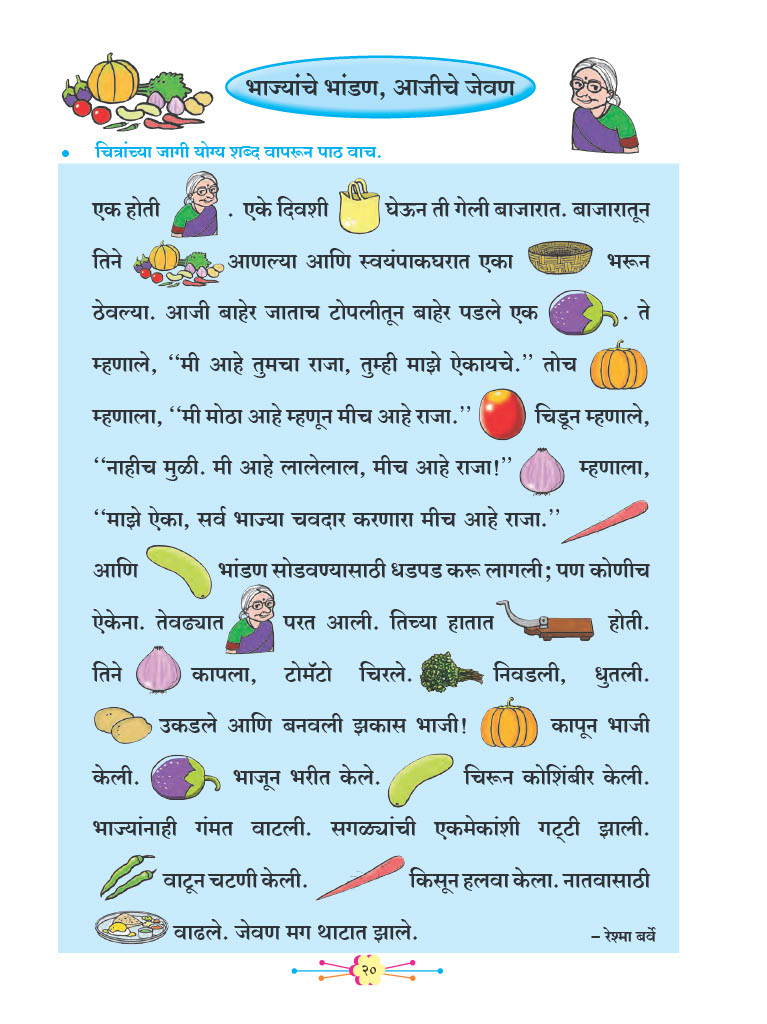 भाज्यांचे भांडण, आजीचे जेवण
• चित्रांच्या जागी योग्य शब्द वापरून पाठ वाच.
एक होती . एके दिवशी घेऊन ती गेली बाजारात. बाजारातून
तिने आणल्या आणि स्वयंपाकघरात एका भरून
ठेवल्या. आजी बाहेर जाताच टोपलीतून बाहेर पडले एक . ते
म्हणाले, ‘‘मी आहे तुमचा राजा, तुम्ही माझे ऐकायचे.’’ तोच
म्हणाला, ‘‘मी मोठा आहे म्हणून मीच आहे राजा.’’ चिडून म्हणाले,
‘‘नाहीच मुळी. मी आहे लालेलाल, मीच आहे राजा!’’ म्हणाला,
‘‘माझे ऐका, सर्व भाज्या चवदार करणारा मीच आहे राजा.’’
आणि भांडण सोडवण्यासाठी धडपड करू लागली; पण कोणीच
ऐकेना. तेवढ्यात परत आली. तिच्या हातात होती.
तिने कापला, टोमॅटो चिरले. निवडली, धुतली.
उकडले आणि बनवली झकास भाजी! कापून भाजी
केली. भाजून भरीत केले. चिरून कोशिंबीर केली.
भाज्यांनाही गंमत वाटली. सगळ्यांची एकमेकांशी गट्टी झाली.
वाटून चटणी केली. किसून हलवा केला. नातवासाठी
वाढले. जेवण मग थाटात झाले.
– रेश्मा बर्वे
२०